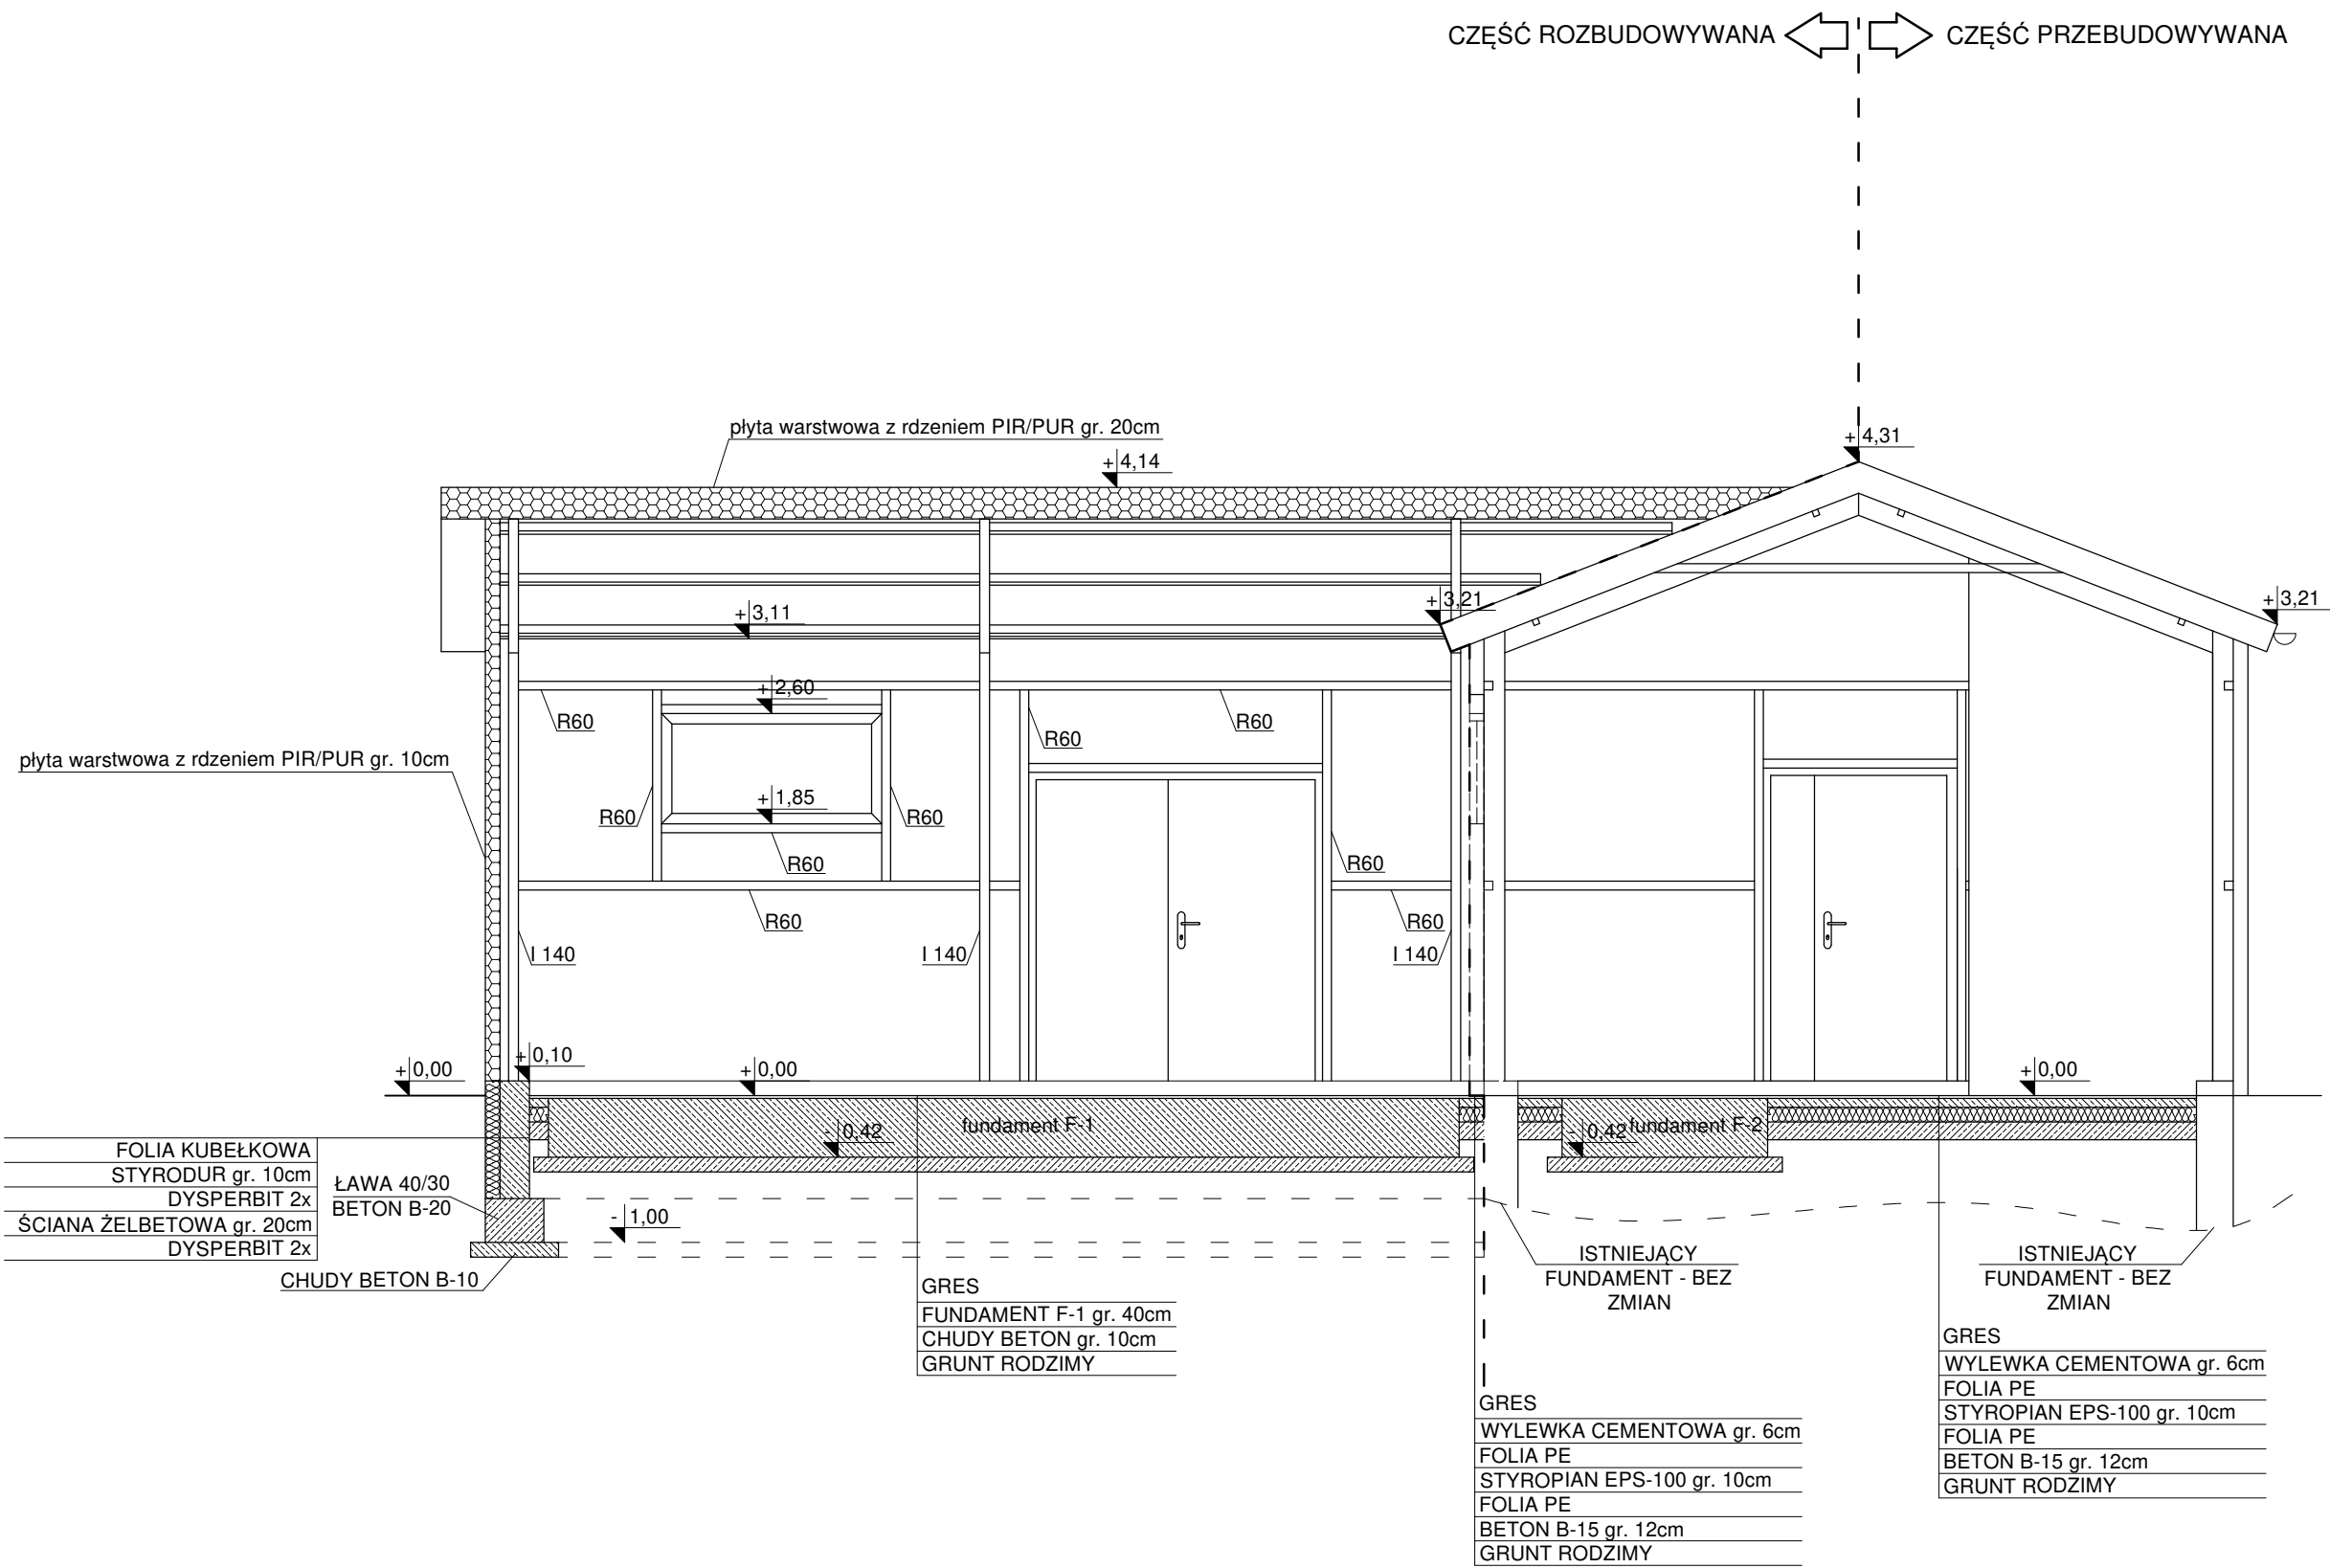 CZĘŚĆ ROZBUDOWYWANA
CZĘŚĆ PRZEBUDOWYWANA
płyta warstwowa z rdzeniem PIR/PUR gr. 20cm
+ 4,14
+ 4,31
+ 3,11
+ 3,21
+ 3,21
+ 2,60
R60
R60
R60
płyta warstwowa z rdzeniem PIR/PUR gr. 10cm
+ 1,85
R60
R60
R60
R60
R60
R60
I 140
I 140
I 140
+ 0,00
+ 0,10
+ 0,00
+ 0,00
- 0,42
fundament F-1
- 0,42
fundament F-2
FOLIA KUBEŁKOWA
STYRODUR gr. 10cm
DYSPERBIT 2x
ŚCIANA ŻELBETOWA gr. 20cm
DYSPERBIT 2x
ŁAWA 40/30
BETON B-20
- 1,00
CHUDY BETON B-10
GRES
FUNDAMENT F-1 gr. 40cm
CHUDY BETON gr. 10cm
GRUNT RODZIMY
ISTNIEJĄCY
FUNDAMENT - BEZ
ZMIAN
ISTNIEJĄCY
FUNDAMENT - BEZ
ZMIAN
GRES
WYLEWKA CEMENTOWA gr. 6cm
FOLIA PE
STYROPIAN EPS-100 gr. 10cm
FOLIA PE
BETON B-15 gr. 12cm
GRUNT RODZIMY
GRES
WYLEWKA CEMENTOWA gr. 6cm
FOLIA PE
STYROPIAN EPS-100 gr. 10cm
FOLIA PE
BETON B-15 gr. 12cm
GRUNT RODZIMY